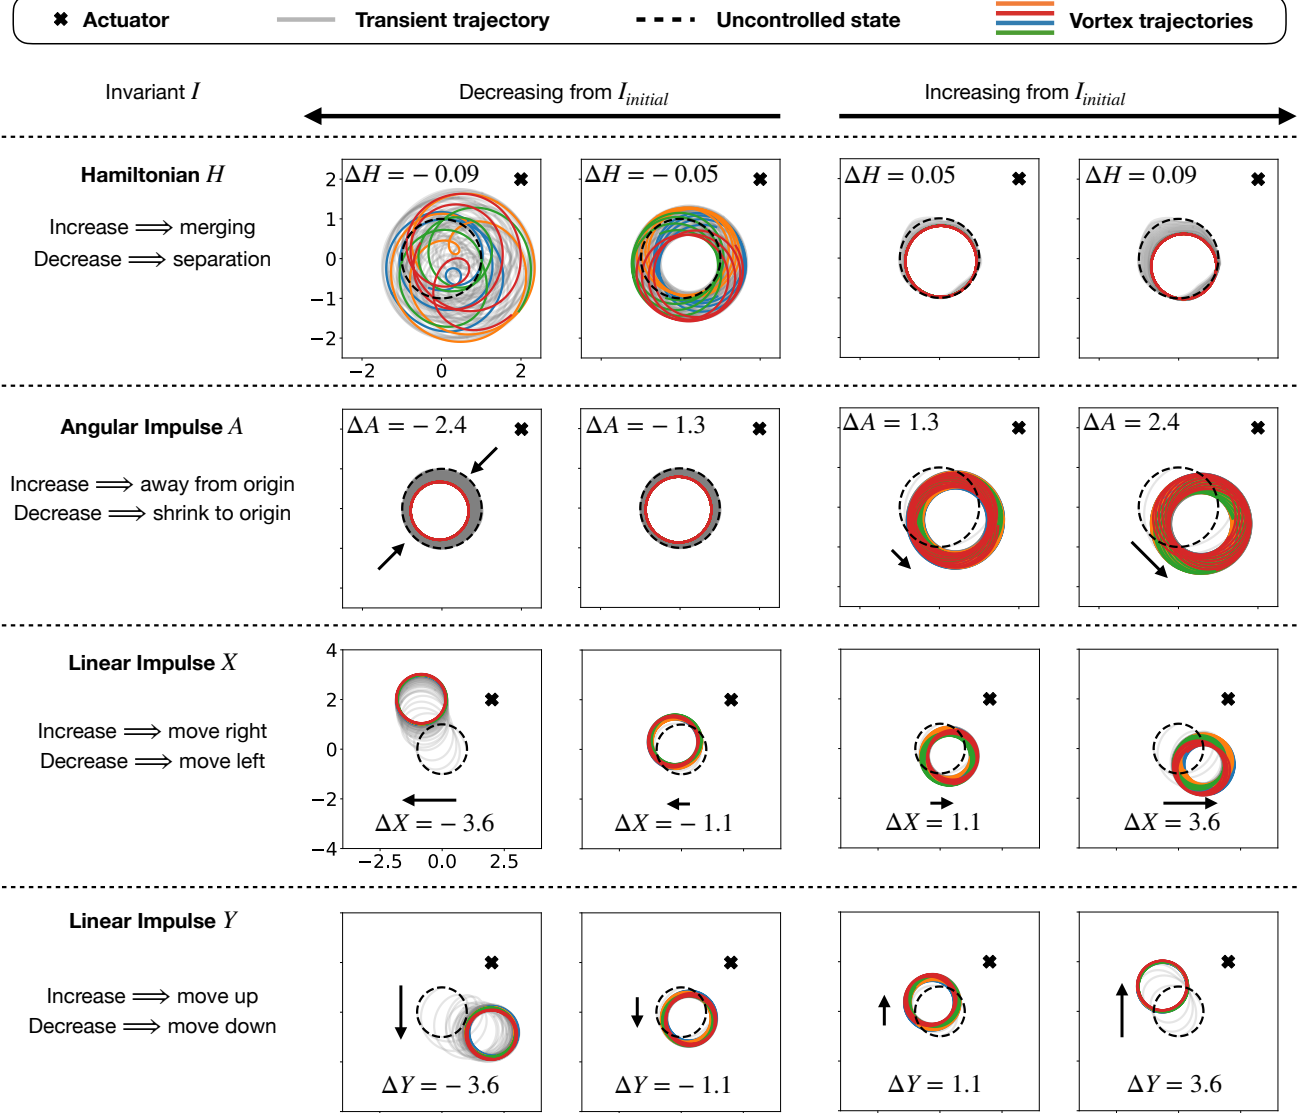 Actuator Transient trajectory Uncontrolled state Vortex trajectories
Invariant I Decreasing from I_initial Increasing from I_initial
Hamiltonian H
Increase ⟹ merging
Decrease ⟹ separation
ΔH = − 0.09
2
1
0
−1
−2
−2 0 2
ΔH = − 0.05
ΔH = 0.05
ΔH = 0.09
Angular Impulse A
Increase ⟹ away from origin
Decrease ⟹ shrink to origin
ΔA = − 2.4
ΔA = − 1.3
ΔA = 1.3
ΔA = 2.4
Linear Impulse X
Increase ⟹ move right
Decrease ⟹ move left
4
2
0
−2
−4
ΔX = − 3.6
−2.5 0.0 2.5
ΔX = − 1.1
ΔX = 1.1
ΔX = 3.6
Linear Impulse Y
Increase ⟹ move up
Decrease ⟹ move down
ΔY = − 3.6
ΔY = − 1.1
ΔY = 1.1
ΔY = 3.6